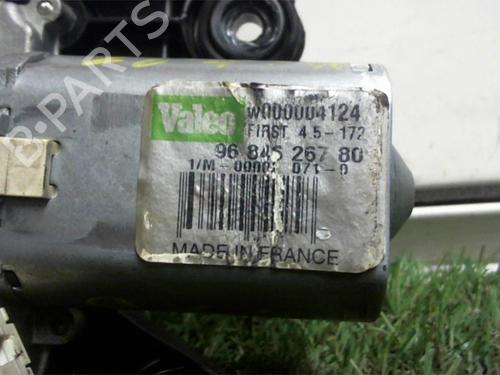 B-PARTS
Valeo
W000004124
FIRST 4.5-172
96 845 267 80
MADE IN FRANCE